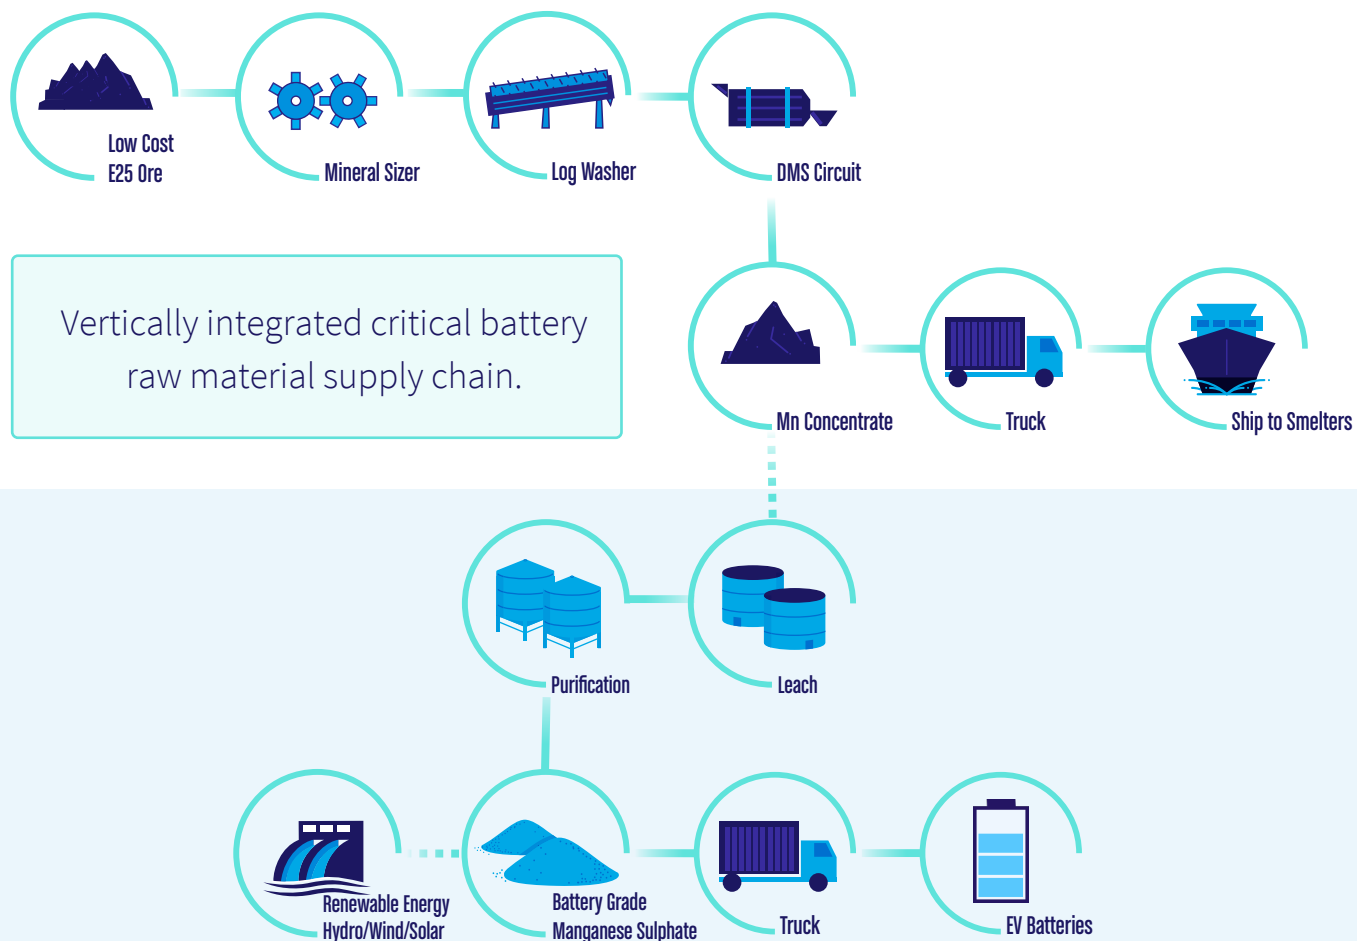 Low Cost
E25 Ore
Mineral Sizer
Log Washer
DMS Circuit
Vertically integrated critical battery
raw material supply chain.
Mn Concentrate
Truck
Ship to Smelters
Purification
Leach
Renewable Energy
Hydro/Wind/Solar
Battery Grade
Manganese Sulphate
Truck
EV Batteries